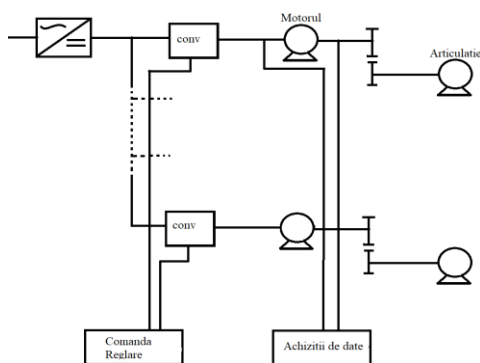 Motorul
conv
Articulatie
conv
Comanda
Reglare
Achizitii de date